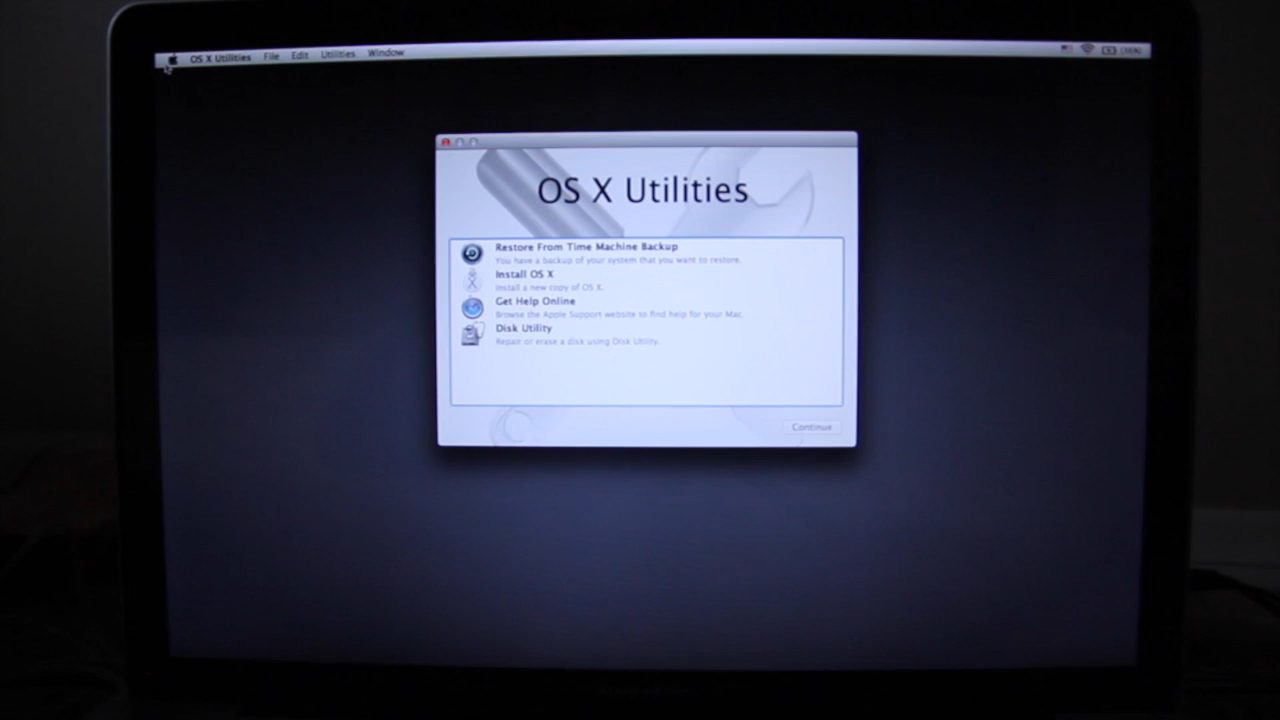 OS X Utilities File Edit Utilities Window
OS X Utilities
Restore From Time Machine Backup
You have a backup of your system that you want to restore.
Install OS X
Install a new copy of OS X.
Get Help Online
Browse the Apple Support website to find help for your Mac.
Disk Utility
Repair or erase a disk using Disk Utility.
Continue